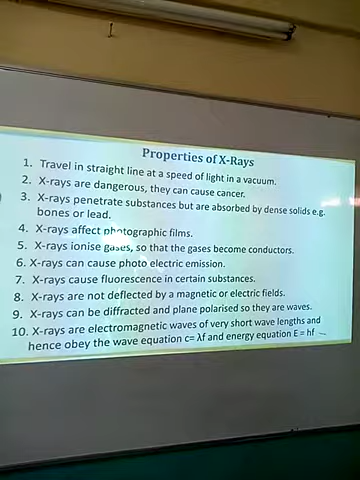 Properties of X-Rays
1. Travel in straight line at a speed of light in a vacuum.
2. X-rays are dangerous, they can cause cancer.
3. X-rays penetrate substances but are absorbed by dense solids e.g.
bones or lead.
4. X-rays affect photographic films.
5. X-rays ionise gases, so that the gases become conductors.
6. X-rays can cause photo electric emission.
7. X-rays cause fluorescence in certain substances.
8. X-rays are not deflected by a magnetic or electric fields.
9. X-rays can be diffracted and plane polarised so they are waves.
10. X-rays are electromagnetic waves of very short wave lengths and
hence obey the wave equation c= λf and energy equation E = hf